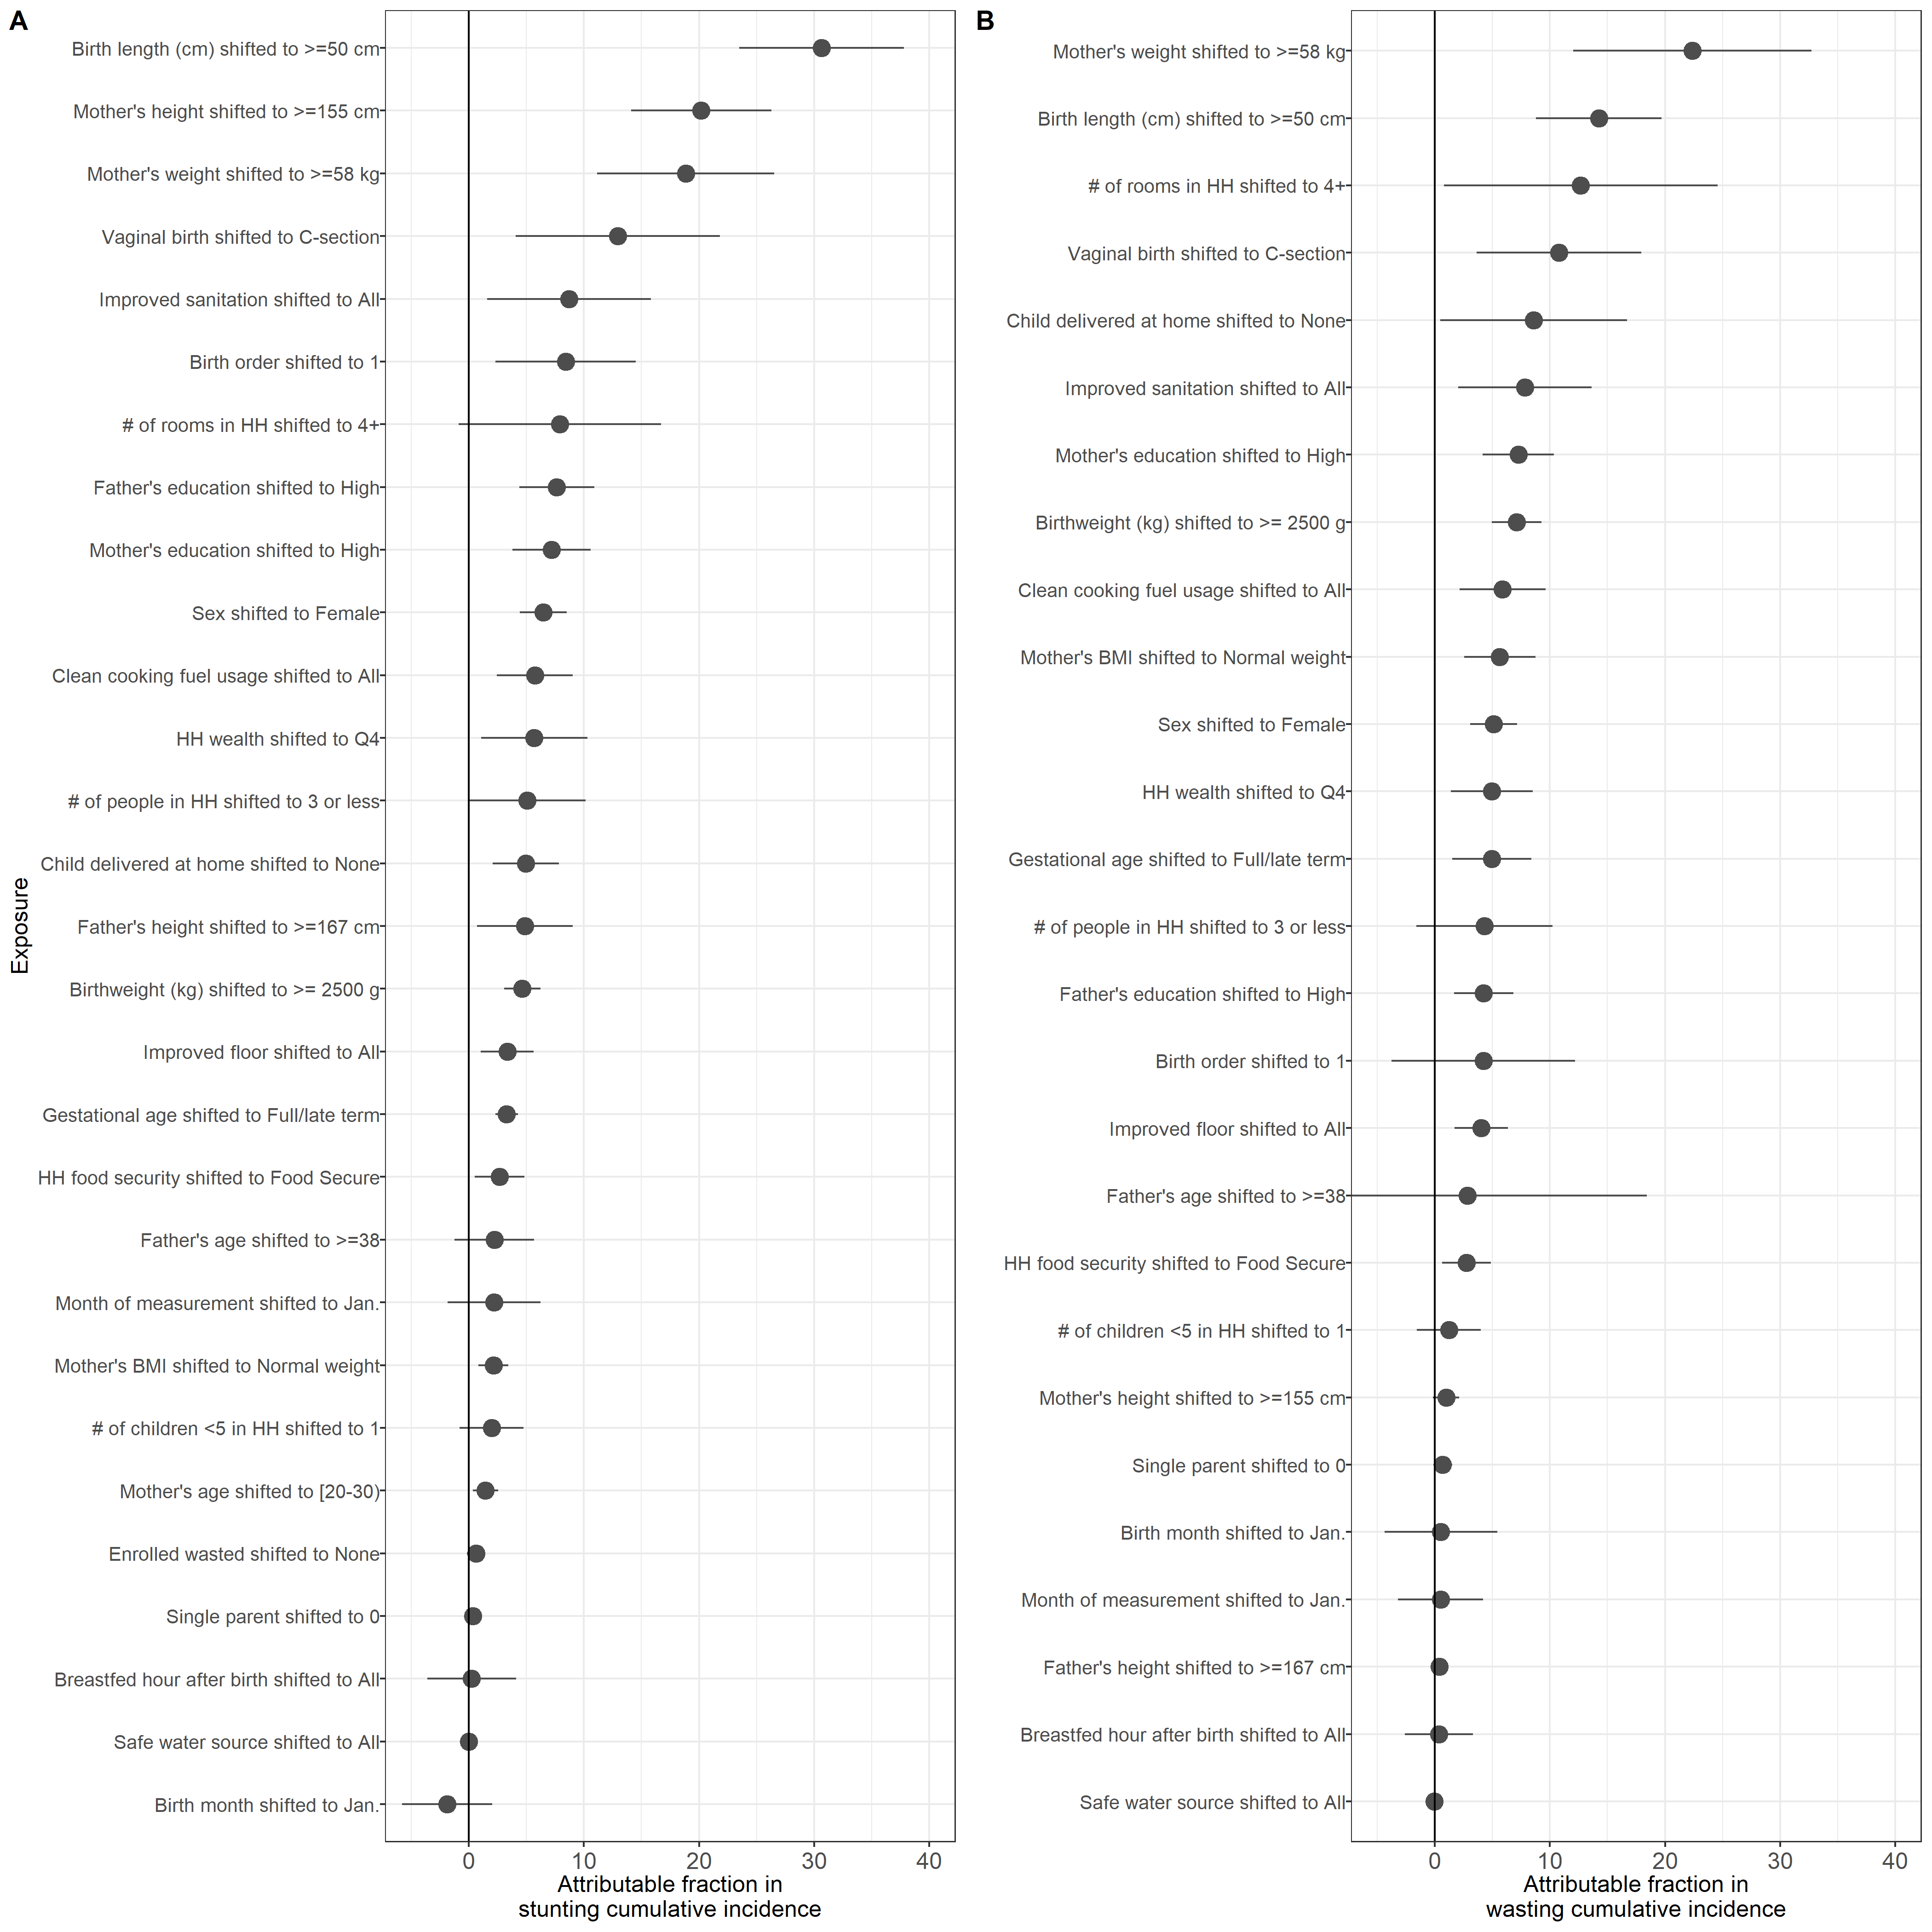 A
Birth length (cm) shifted to >=50 cm
Mother's height shifted to >=155 cm
Mother's weight shifted to >=58 kg
Vaginal birth shifted to C-section
Improved sanitation shifted to All
Birth order shifted to 1
# of rooms in HH shifted to 4+
Father's education shifted to High
Mother's education shifted to High
Sex shifted to Female
Clean cooking fuel usage shifted to All
HH wealth shifted to Q4
# of people in HH shifted to 3 or less
Child delivered at home shifted to None
Father's height shifted to >=167 cm
Birthweight (kg) shifted to >= 2500 g
Improved floor shifted to All
Gestational age shifted to Full/late term
HH food security shifted to Food Secure
Father's age shifted to >=38
Month of measurement shifted to Jan.
Mother's BMI shifted to Normal weight
# of children <5 in HH shifted to 1
Mother's age shifted to [20-30)
Enrolled wasted shifted to None
Single parent shifted to 0
Breastfed hour after birth shifted to All
Safe water source shifted to All
Birth month shifted to Jan.
Exposure
0 10 20 30 40
Attributable fraction in
stunting cumulative incidence
B
Mother's weight shifted to >=58 kg
Birth length (cm) shifted to >=50 cm
# of rooms in HH shifted to 4+
Vaginal birth shifted to C-section
Child delivered at home shifted to None
Improved sanitation shifted to All
Mother's education shifted to High
Birthweight (kg) shifted to >= 2500 g
Clean cooking fuel usage shifted to All
Mother's BMI shifted to Normal weight
Sex shifted to Female
HH wealth shifted to Q4
Gestational age shifted to Full/late term
# of people in HH shifted to 3 or less
Father's education shifted to High
Birth order shifted to 1
Improved floor shifted to All
Father's age shifted to >=38
HH food security shifted to Food Secure
# of children <5 in HH shifted to 1
Mother's height shifted to >=155 cm
Single parent shifted to 0
Birth month shifted to Jan.
Month of measurement shifted to Jan.
Father's height shifted to >=167 cm
Breastfed hour after birth shifted to All
Safe water source shifted to All
0 10 20 30 40
Attributable fraction in
wasting cumulative incidence